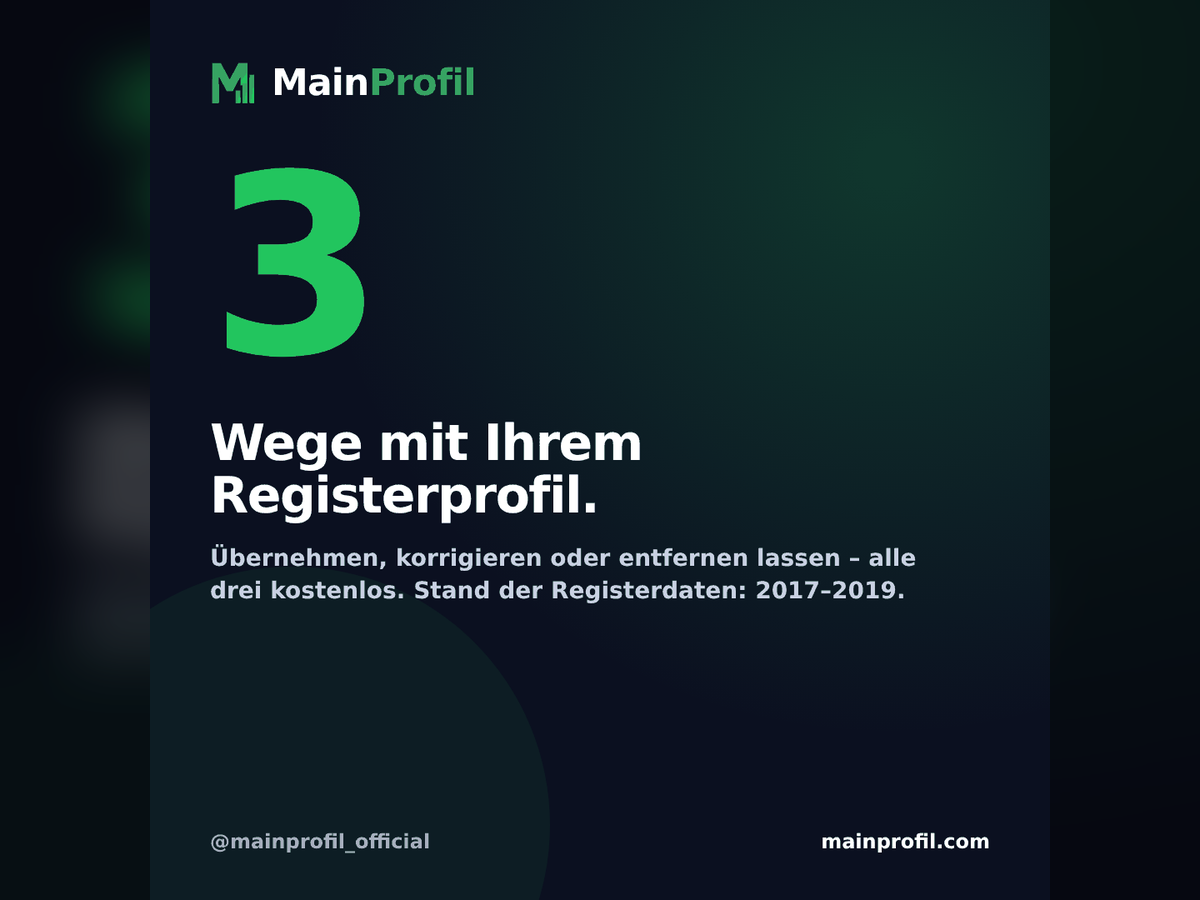 MainProfil
3
Wege mit Ihrem
Registerprofil.
Übernehmen, korrigieren oder entfernen lassen – alle
drei kostenlos. Stand der Registerdaten: 2017–2019.
@mainprofil_official
mainprofil.com